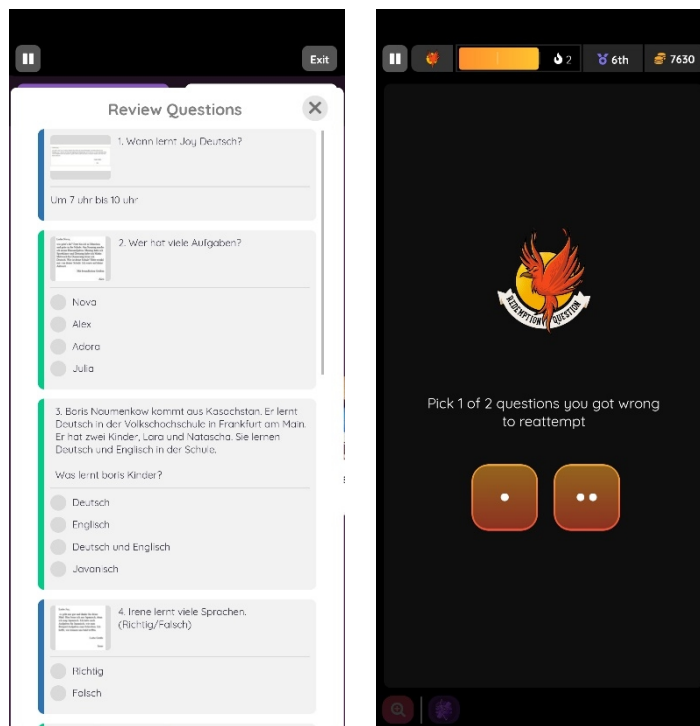 Exit
Review Questions
1. Wann lernt Joy Deutsch?
Um 7 uhr bis 10 uhr
2. Wer hat viele Aufgaben?
Nova
Alex
Adora
Julia
3. Boris Naumenkow kommt aus Kasachstan. Er lernt
Deutsch in der Volkschochschule in Frankfurt am Main.
Er hat zwei Kinder, Lara und Natascha. Sie lernen
Deutsch und Englisch in der Schule.
Was lernt boris Kinder?
Deutsch
Englisch
Deutsch und Englisch
Javanisch
4. Irene lernt viele Sprachen.
(Richtig/Falsch)
Richtig
Falsch
2
6th
7630
REDEMPTION QUESTION
Pick 1 of 2 questions you got wrong
to reattempt